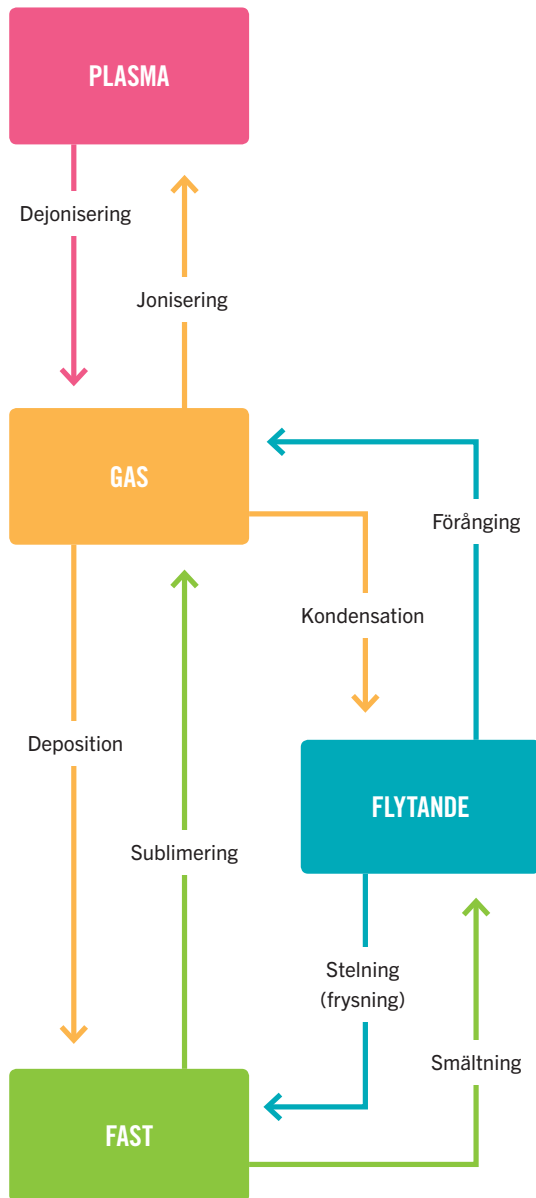 PLASMA
Dejonisering
Jonisering
GAS
Förånging
Kondensation
Deposition
FLYTANDE
Sublimering
Stelning
(frysning)
Smältning
FAST